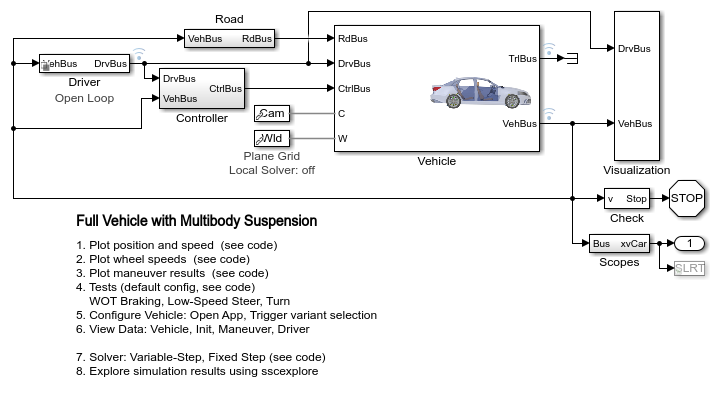 Road
VehBus RdBus
VehBus DrvBus
Driver
Open Loop
DrvBus
VehBus
CtrlBus
Controller
RdBus
DrvBus
CtrlBus
C
W
TrlBus
VehBus
Vehicle
Cam
Wld
Plane Grid
Local Solver: off
DrvBus
VehBus
Visualization
v Stop
Check
STOP
Bus xvCar
Scopes
1
SLRT
Full Vehicle with Multibody Suspension
1. Plot position and speed (see code)
2. Plot wheel speeds (see code)
3. Plot maneuver results (see code)
4. Tests (default config, see code)
WOT Braking, Low-Speed Steer, Turn
5. Configure Vehicle: Open App, Trigger variant selection
6. View Data: Vehicle, Init, Maneuver, Driver
7. Solver: Variable-Step, Fixed Step (see code)
8. Explore simulation results using sscexplore